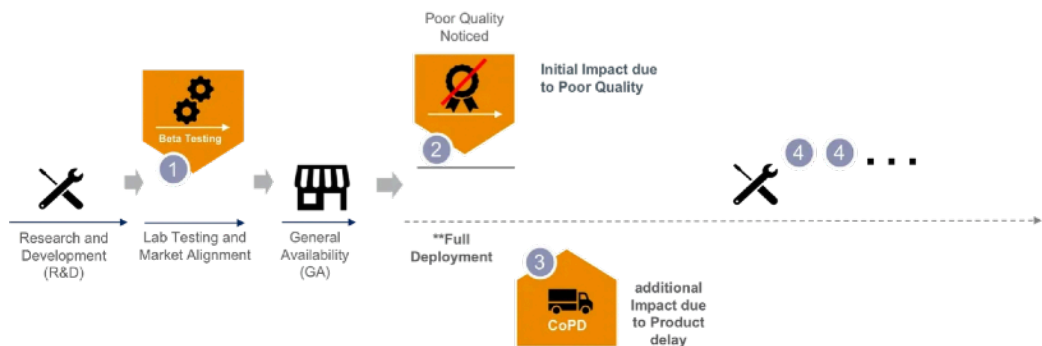 Poor Quality
Noticed
Initial Impact due
to Poor Quality
Beta Testing
1
2
4 4 ...
Research and
Development
(R&D)
Lab Testing and
Market Alignment
General
Availability
(GA)
**Full
Deployment
3
CoPD
additional
Impact due
to Product
delay